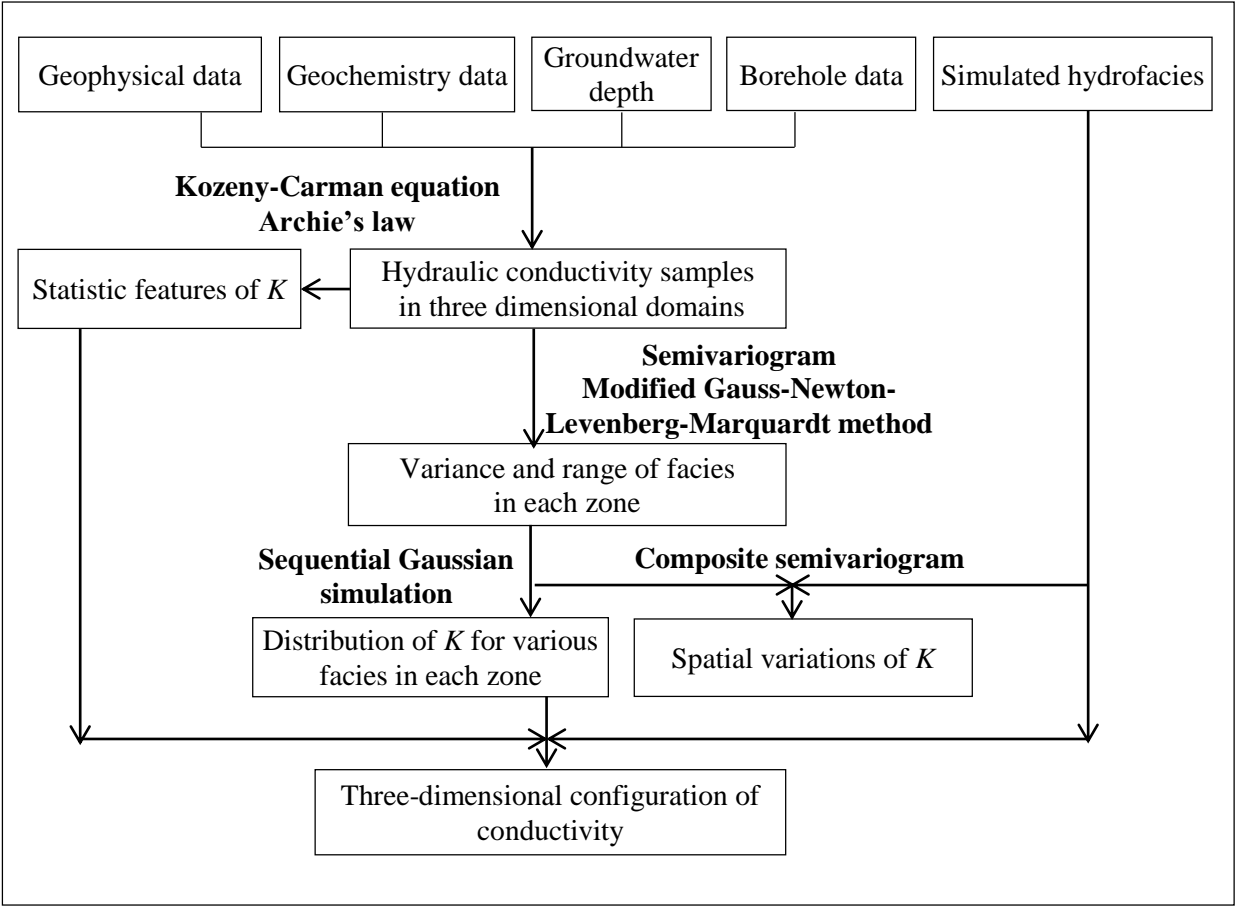 Geophysical data
Geochemistry data
Groundwater
depth
Borehole data
Simulated hydrofacies
Kozeny-Carman equation
Archie's law
Statistic features of K
Hydraulic conductivity samples
in three dimensional domains
Semivariogram
Modified Gauss-Newton-
Levenberg-Marquardt method
Variance and range of facies
in each zone
Sequential Gaussian
simulation
Composite semivariogram
Distribution of K for various
facies in each zone
Spatial variations of K
Three-dimensional configuration of
conductivity